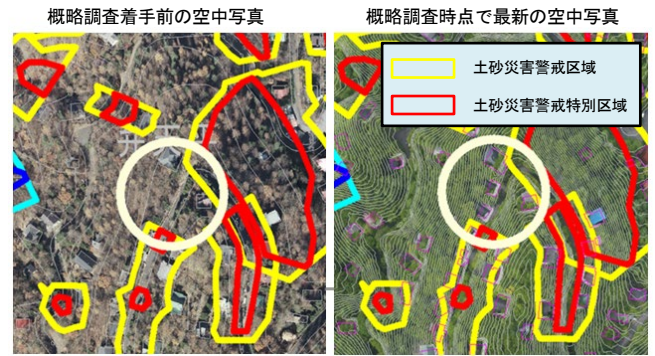 概略調査着手前の空中写真
概略調査時点で最新の空中写真
土砂災害警戒区域
土砂災害警戒特別区域